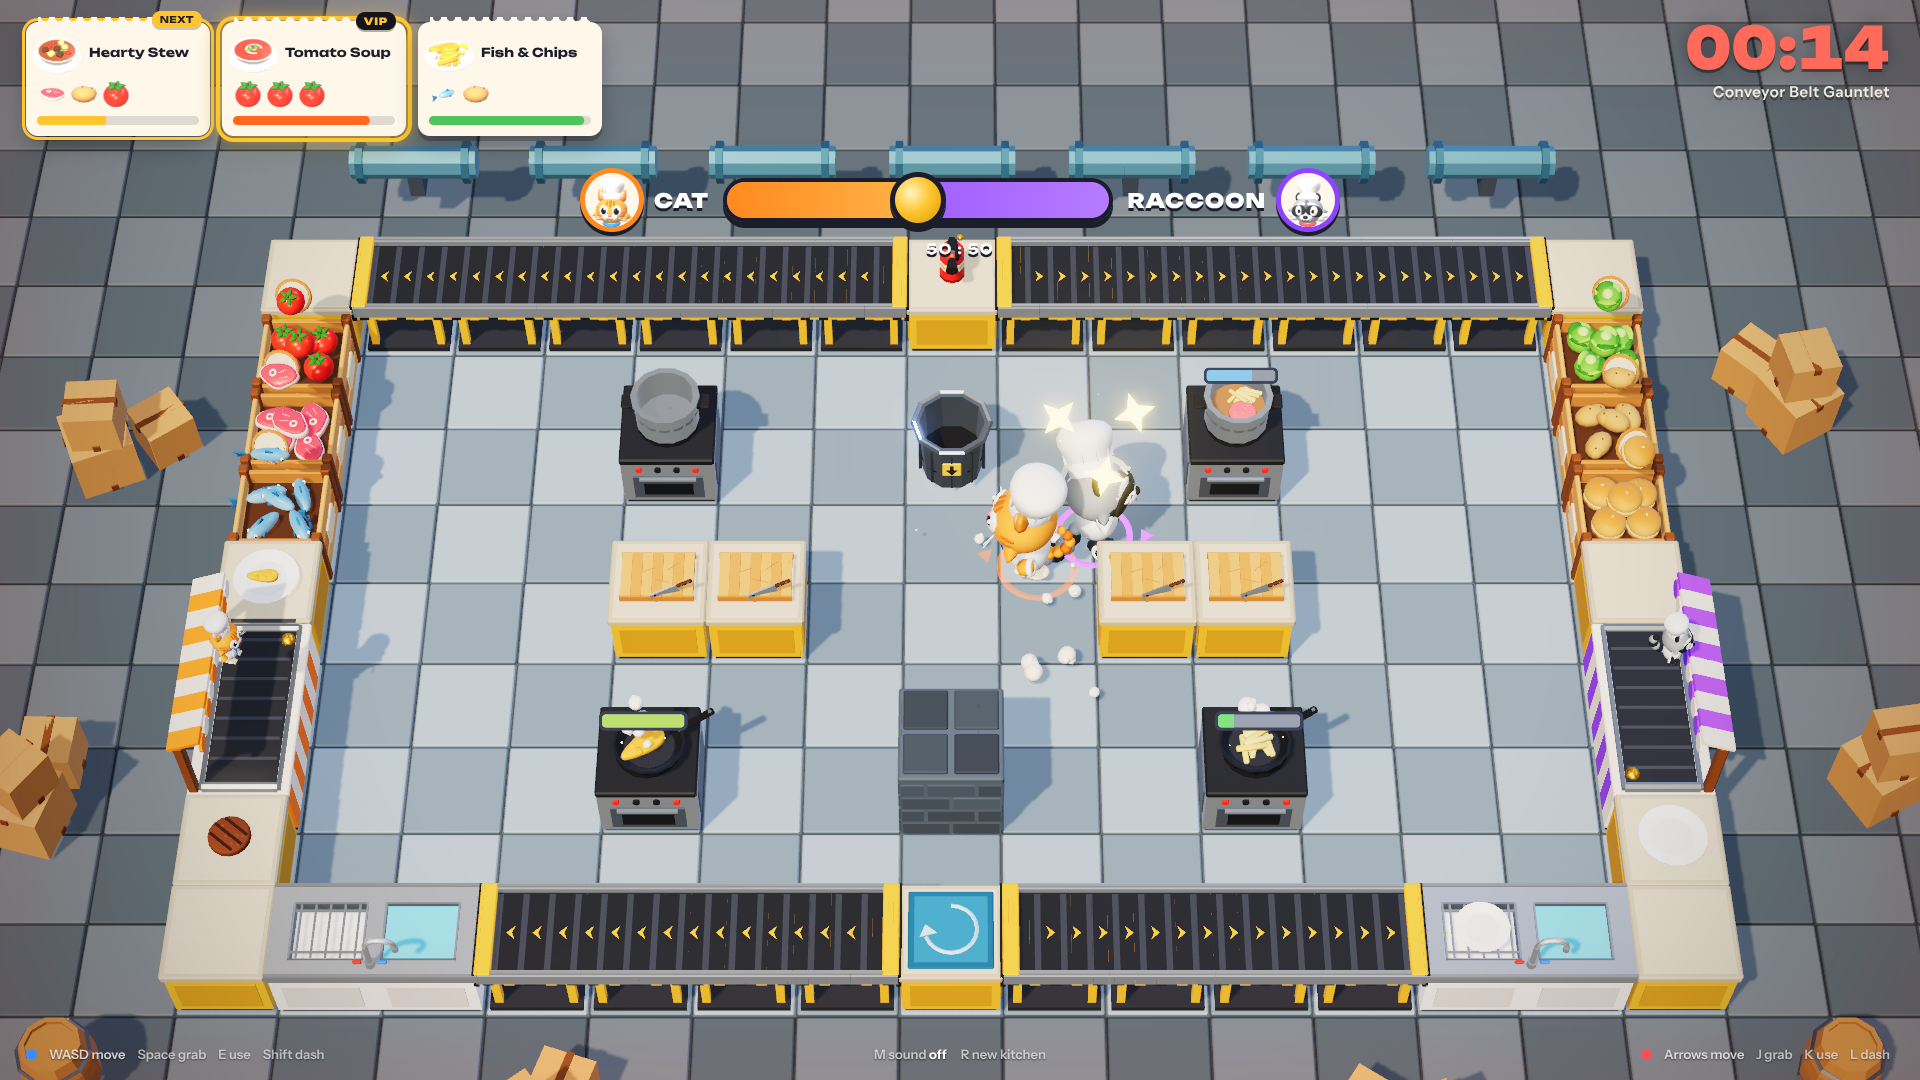 NEXT
Hearty Stew
VIP
Tomato Soup
Fish & Chips
00:14
Conveyor Belt Gauntlet
CAT
RACCOON
50 : 50
WASD move Space grab E use Shift dash
M sound off R new kitchen
Arrows move J grab K use L dash